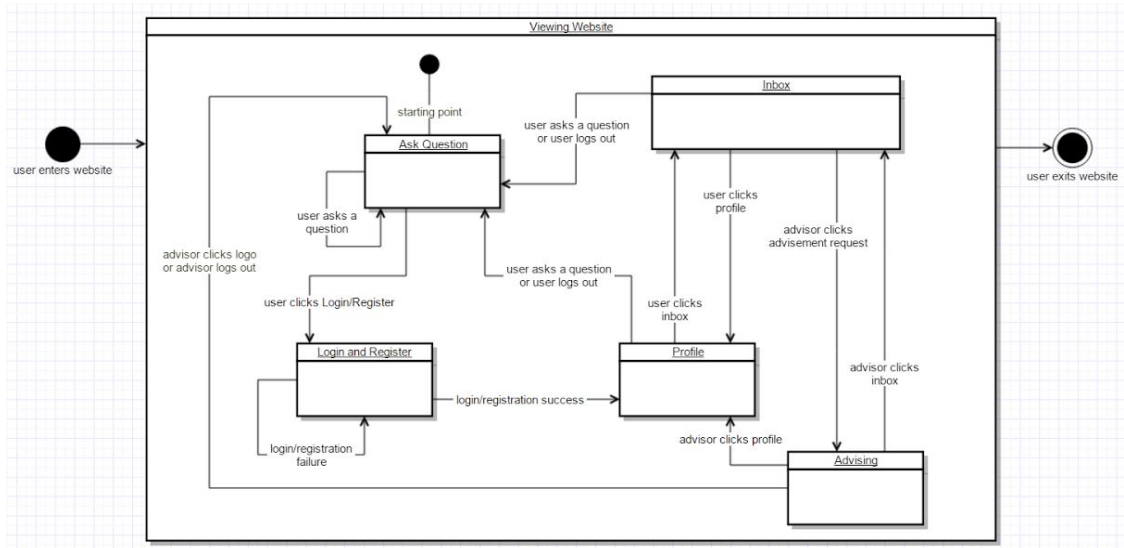 Viewing Website
Inbox
starting point
user asks a question
or user logs out
Ask Question
user enters website
user exits website
user clicks
profile
user asks a
question
advisor clicks
advisement request
advisor clicks logo
or advisor logs out
user asks a question
or user logs out
user clicks Login/Register
user clicks
inbox
Login and Register
Profile
advisor clicks
inbox
login/registration success
advisor clicks profile
login/registration
failure
Advising